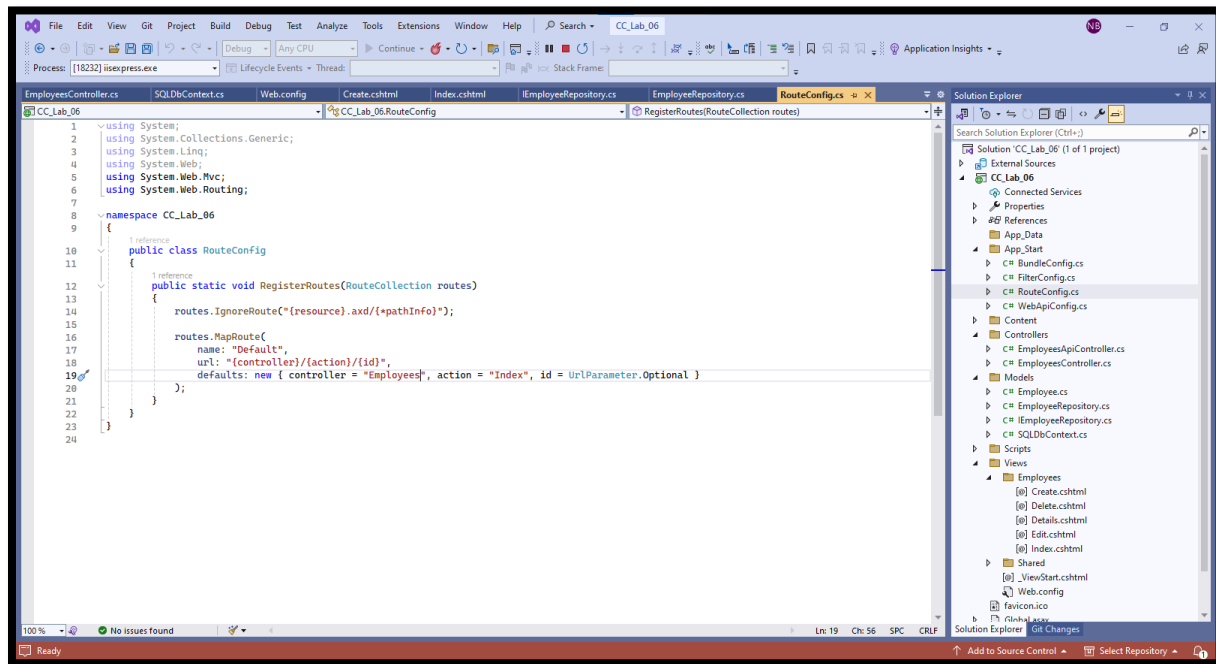 File Edit View Git Project Build Debug Test Analyze Tools Extensions Window Help Search CC_Lab_06 NB
Debug Any CPU Continue Application Insights
Process: [18232] iisexpress.exe Lifecycle Events Thread: Stack Frame:
EmployeesController.cs SQLDbContext.cs Web.config Create.cshtml Index.cshtml IEmployeeRepository.cs EmployeeRepository.cs RouteConfig.cs
CC_Lab_06 CC_Lab_06.RouteConfig RegisterRoutes(RouteCollection routes)
1 using System;
2 using System.Collections.Generic;
3 using System.Linq;
4 using System.Web;
5 using System.Web.Mvc;
6 using System.Web.Routing;
7
8 namespace CC_Lab_06
9 {
1 reference
10 public class RouteConfig
11 {
1 reference
12 public static void RegisterRoutes(RouteCollection routes)
13 {
14 routes.IgnoreRoute("{resource}.axd/{*pathInfo}");
15
16 routes.MapRoute(
17 name: "Default",
18 url: "{controller}/{action}/{id}",
19 defaults: new { controller = "Employees", action = "Index", id = UrlParameter.Optional }
20 );
21 }
22 }
23 }
24
100 % No issues found Ln: 19 Ch: 56 SPC CRLF
Solution Explorer
Search Solution Explorer (Ctrl+;)
Solution 'CC_Lab_06' (1 of 1 project)
External Sources
CC_Lab_06
Connected Services
Properties
References
App_Data
App_Start
C# BundleConfig.cs
C# FilterConfig.cs
C# RouteConfig.cs
C# WebApiConfig.cs
Content
Controllers
C# EmployeesApiController.cs
C# EmployeesController.cs
Models
C# Employee.cs
C# EmployeeRepository.cs
C# IEmployeeRepository.cs
C# SQLDbContext.cs
Scripts
Views
Employees
[@] Create.cshtml
[@] Delete.cshtml
[@] Details.cshtml
[@] Edit.cshtml
[@] Index.cshtml
Shared
[@] _ViewStart.cshtml
Web.config
favicon.ico
Global.asax
Solution Explorer Git Changes
Ready Add to Source Control Select Repository